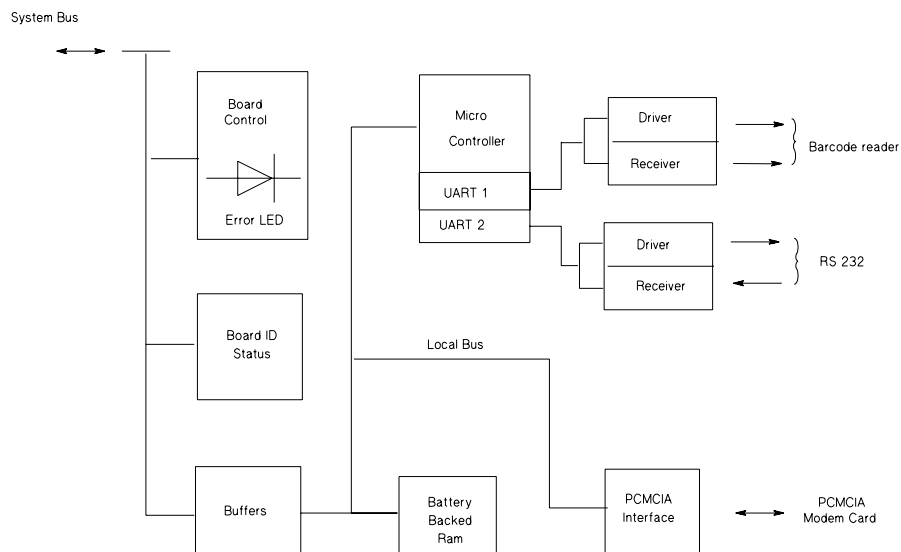 System Bus
Board
Control
Error LED
Micro
Controller
UART 1
UART 2
Driver
Receiver
Barcode reader
Driver
Receiver
RS 232
Board ID
Status
Local Bus
Buffers
Battery
Backed
Ram
PCMCIA
Interface
PCMCIA
Modem Card